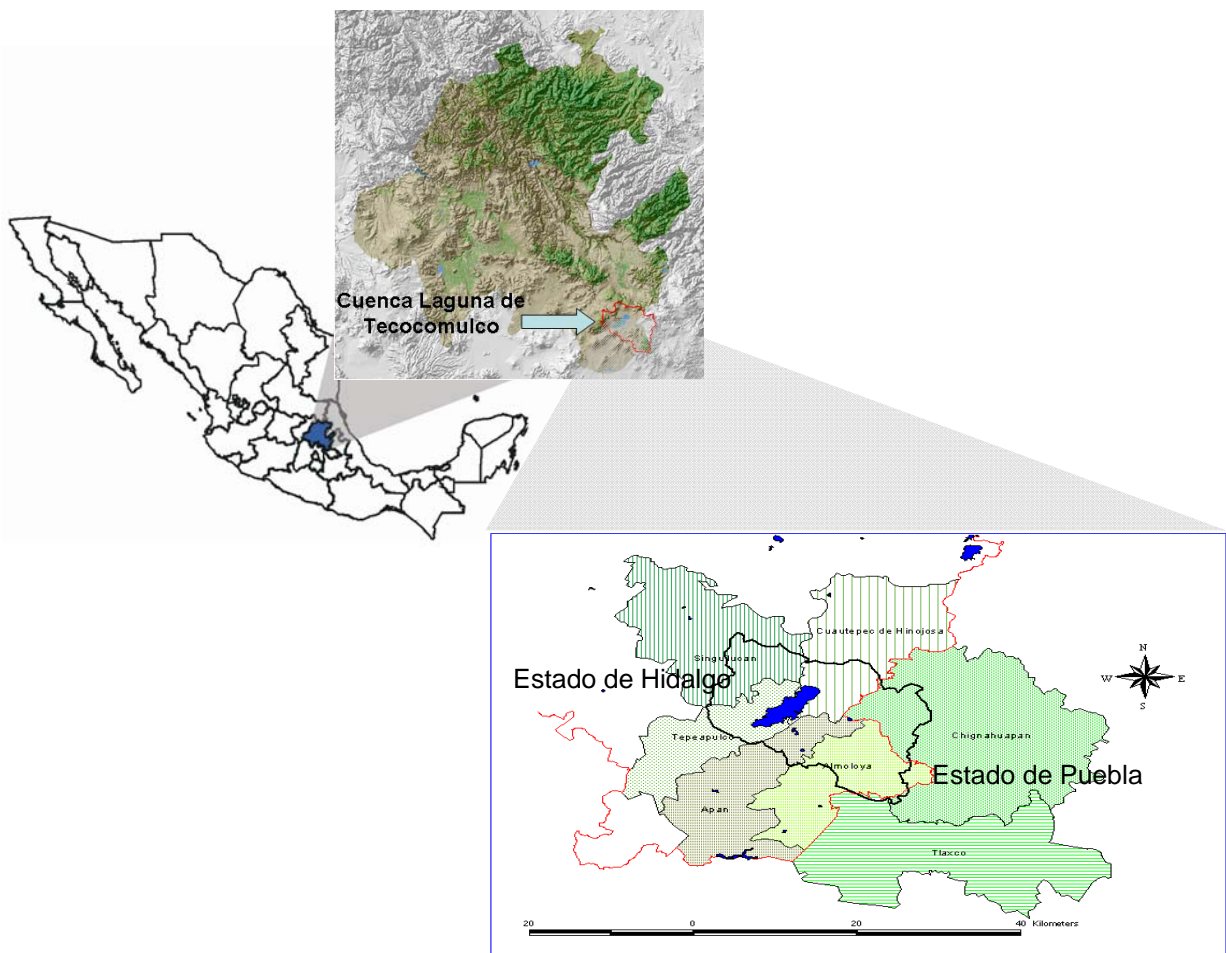 Cuenca Laguna de
Tecocomulco
Cuautepec de Hinojosa
Singuilucan
Estado de Hidalgo
N
W E
S
Tepeapulco
Chignahuapan
Almoloya
Estado de Puebla
Apan
Tlaxco
20 0 20 40 Kilometers